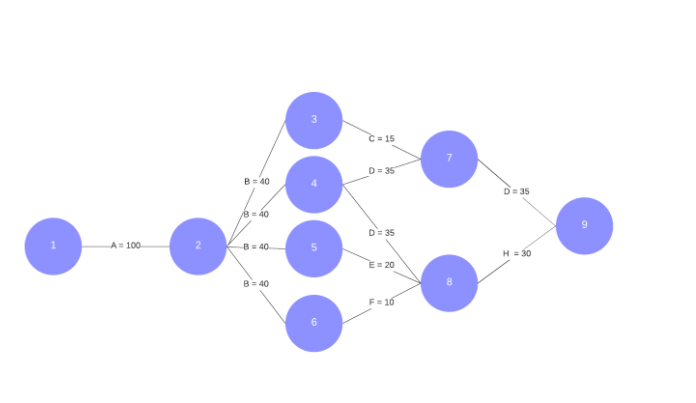 3
C = 15
7
D = 35
B = 40
4
D = 35
B = 40
9
1
A = 100
2
B = 40
5
D = 35
E = 20
H = 30
B = 40
8
F = 10
6